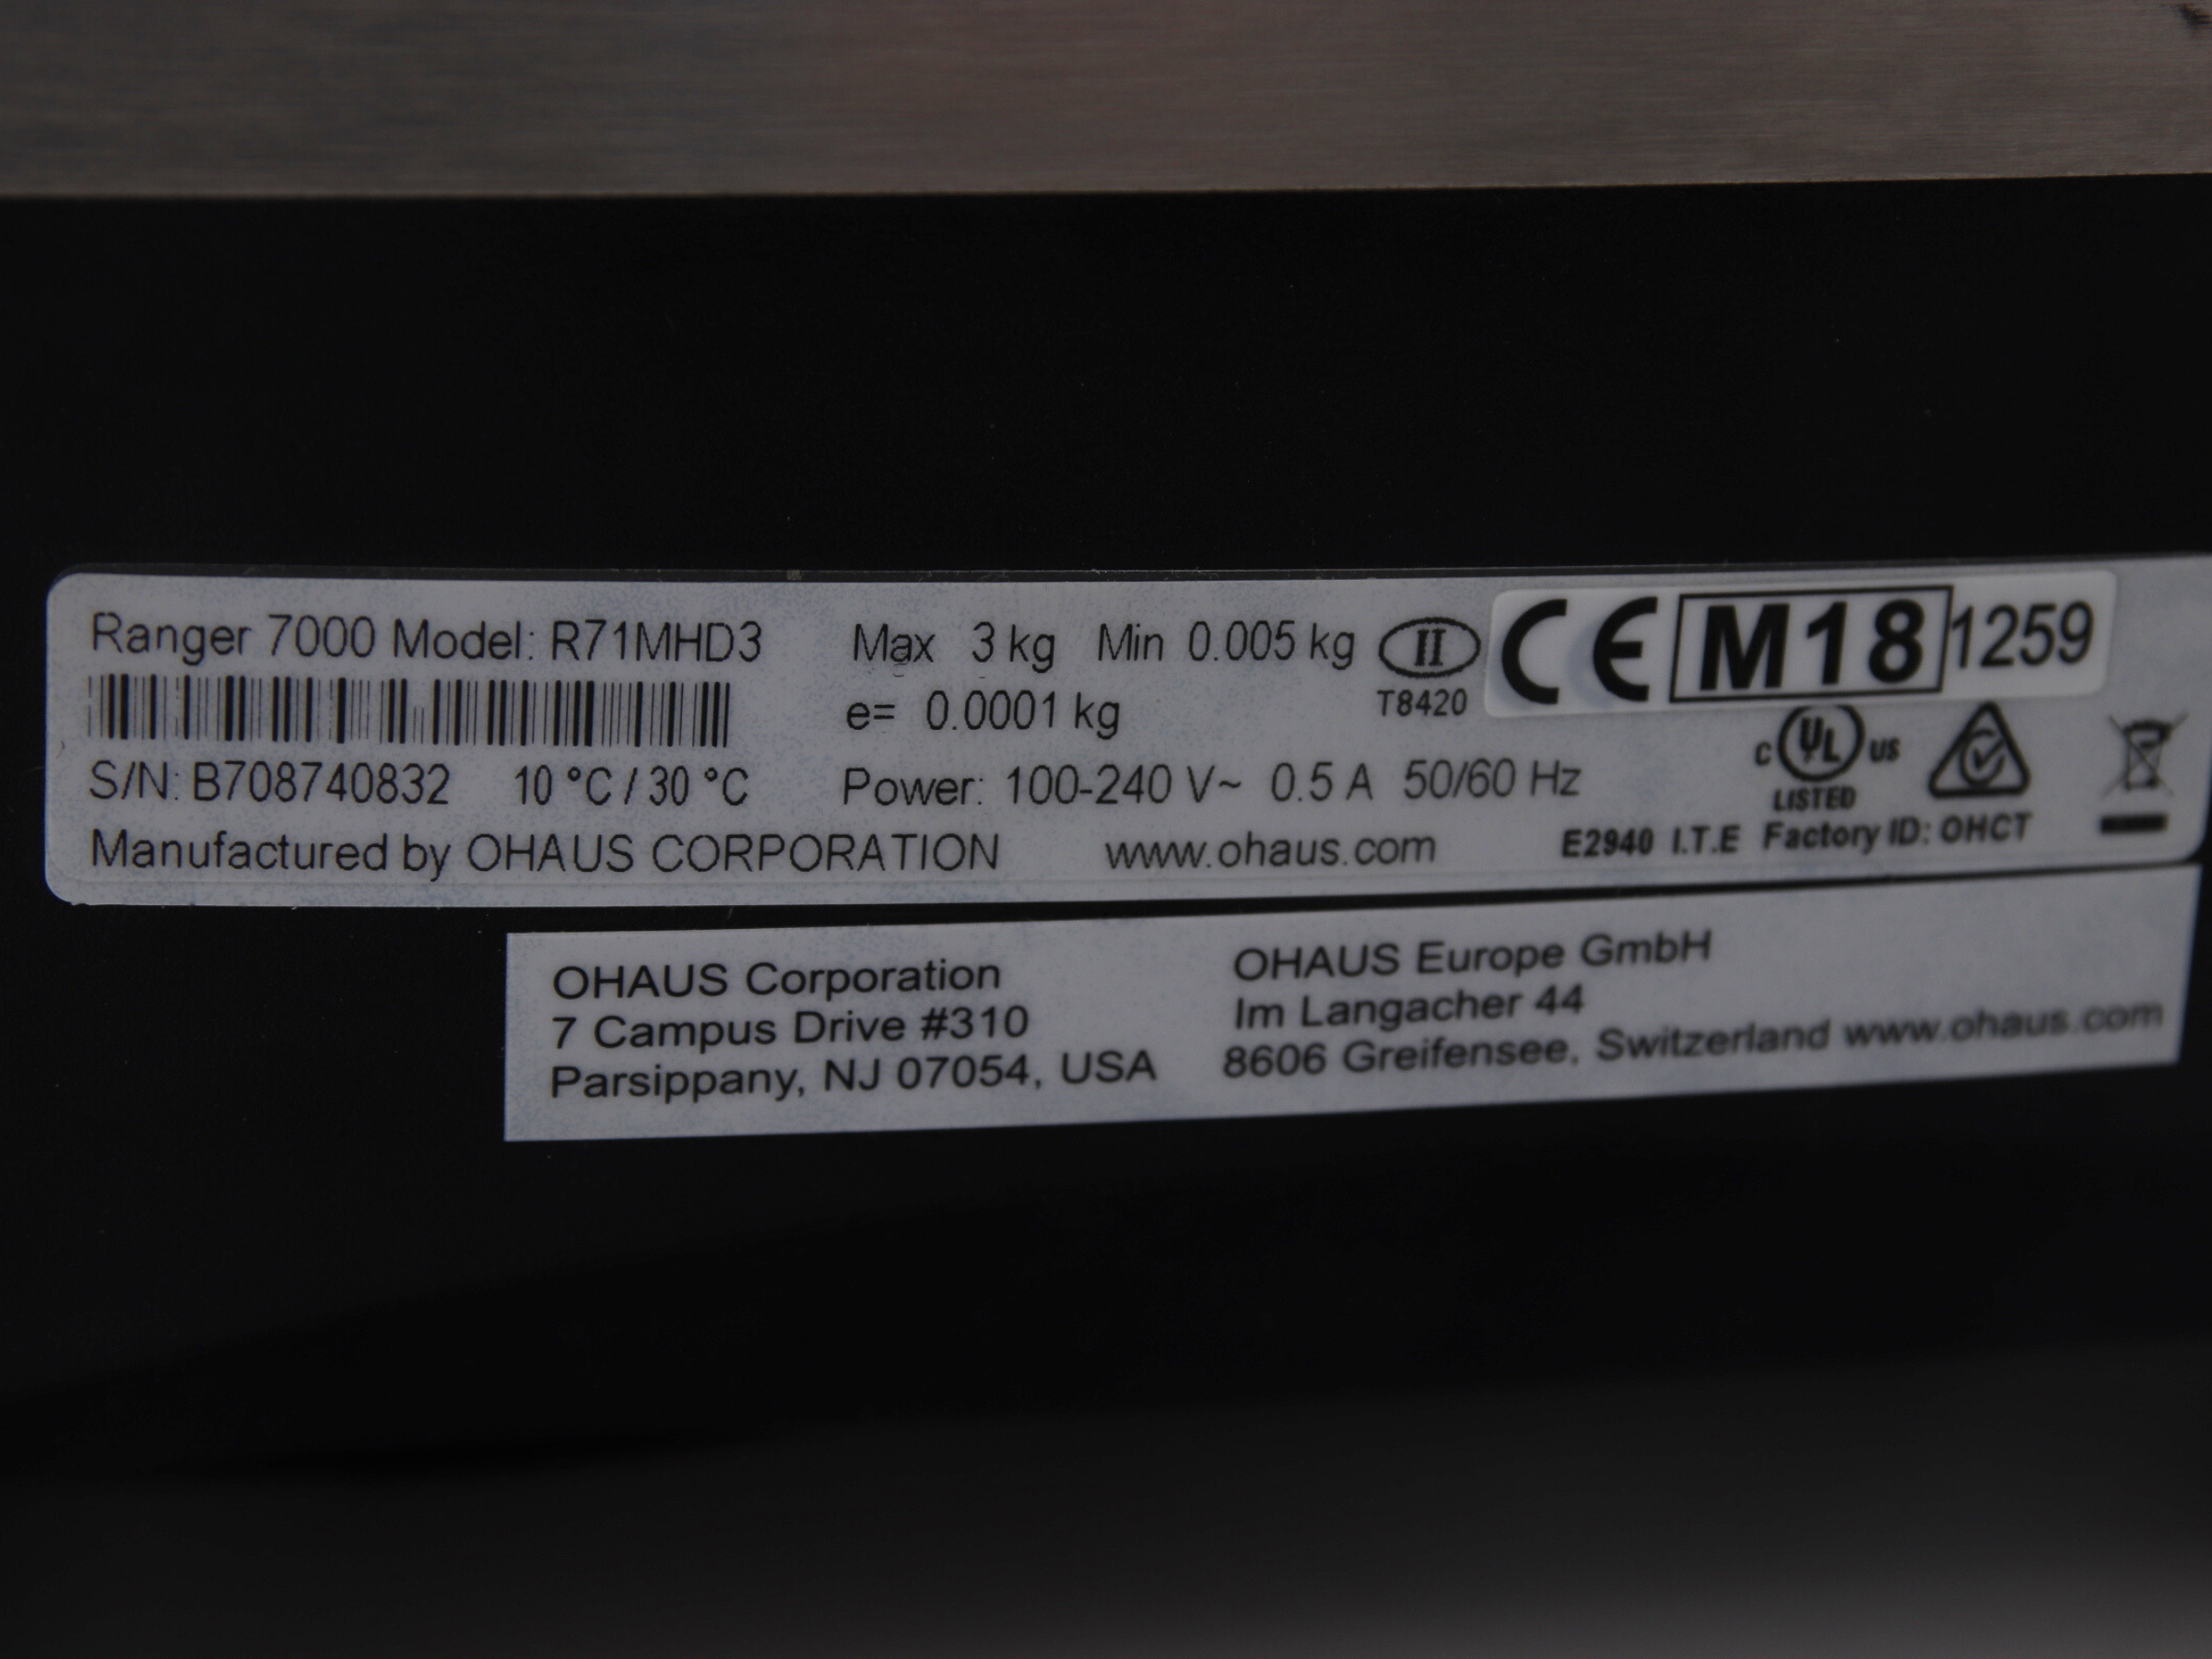 Ranger 7000 Model: R71MHD3 Max 3 kg Min 0.005 kg II CE M18 1259
e= 0.0001 kg T8420
S/N: B708740832 10 °C / 30 °C Power: 100-240 V~ 0.5 A 50/60 Hz C UL US
LISTED
Manufactured by OHAUS CORPORATION www.ohaus.com E2940 I.T.E Factory ID: OHCT
OHAUS Corporation
7 Campus Drive #310
Parsippany, NJ 07054, USA
OHAUS Europe GmbH
Im Langacher 44
8606 Greifensee, Switzerland www.ohaus.com